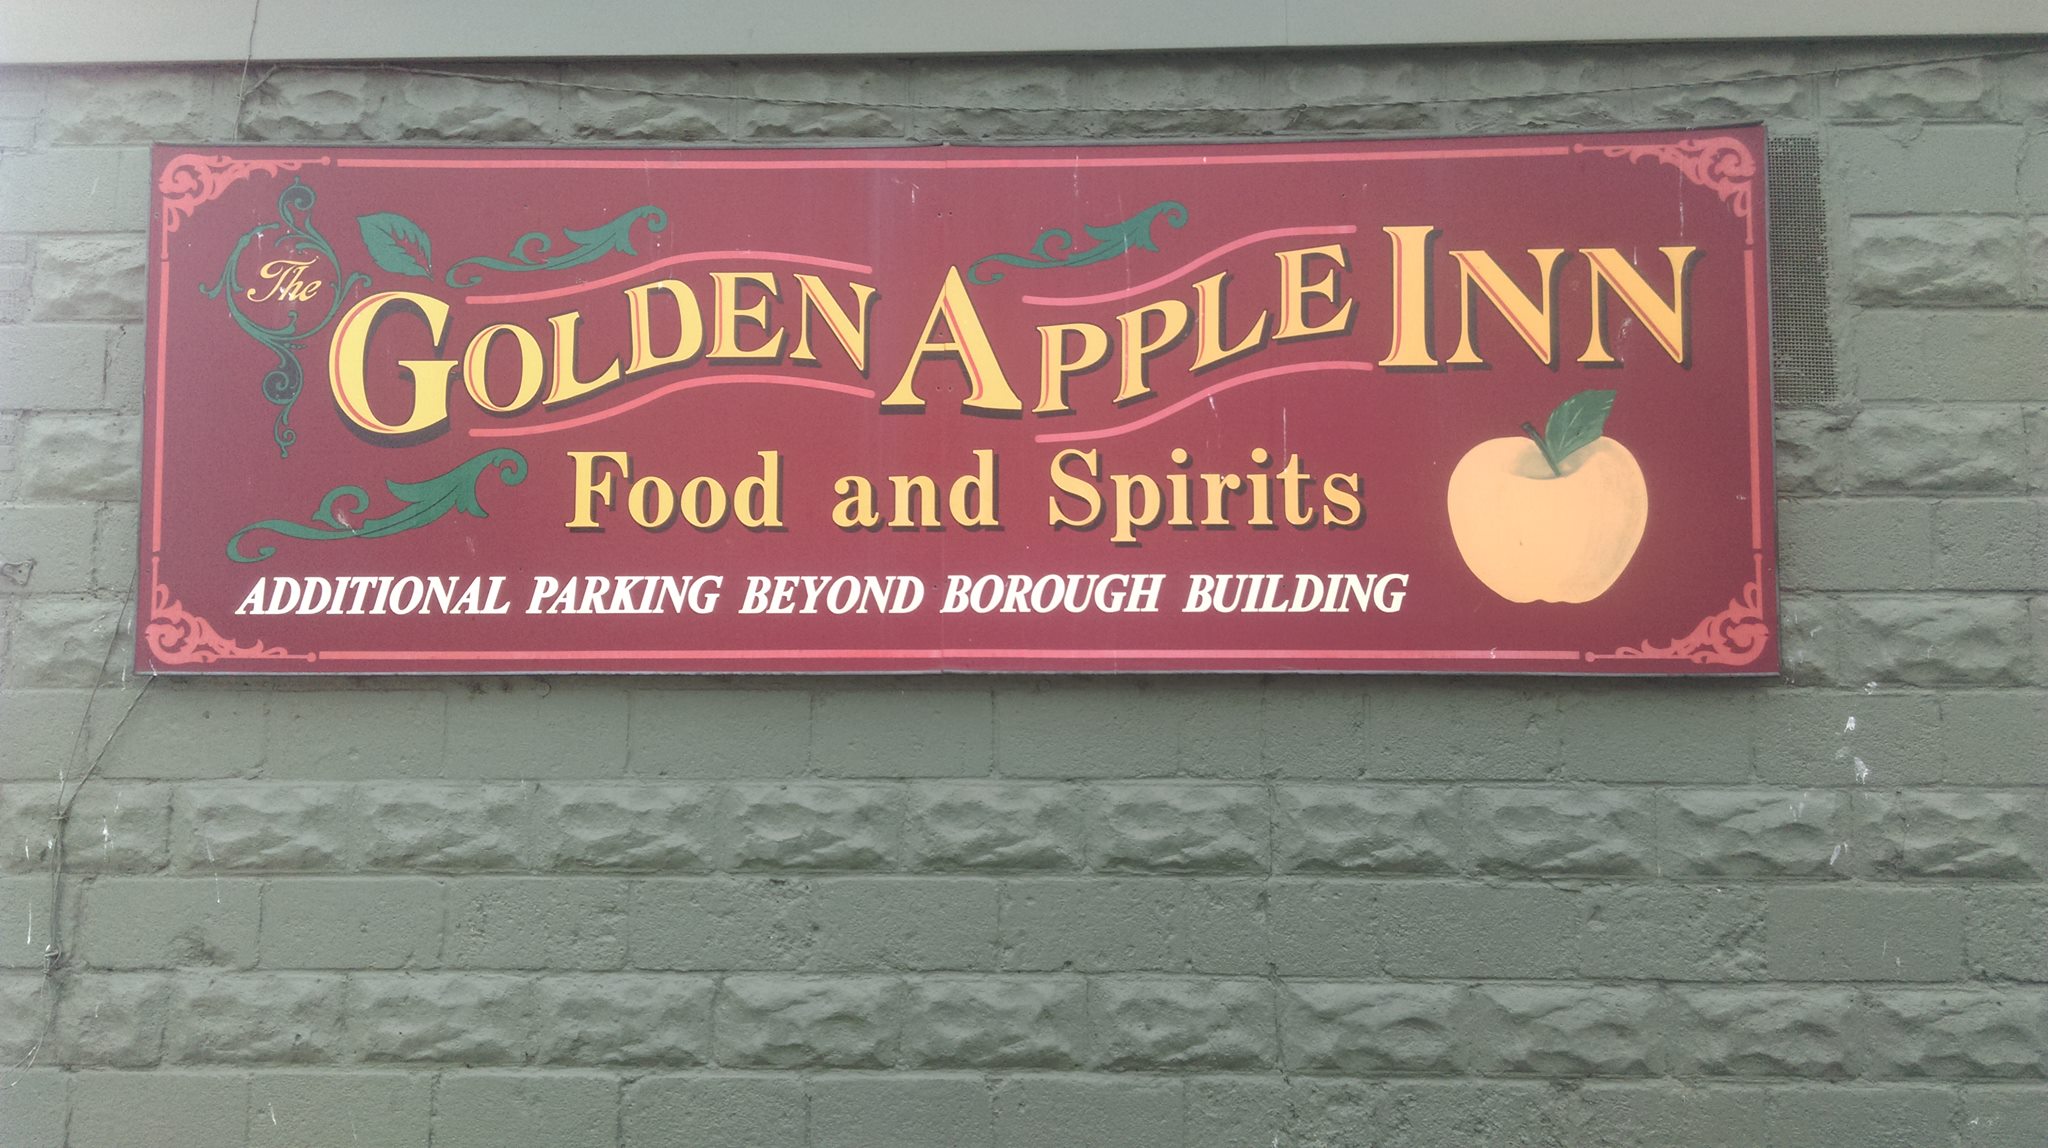 The GOLDEN APPLE INN
Food and Spirits
ADDITIONAL PARKING BEYOND BOROUGH BUILDING